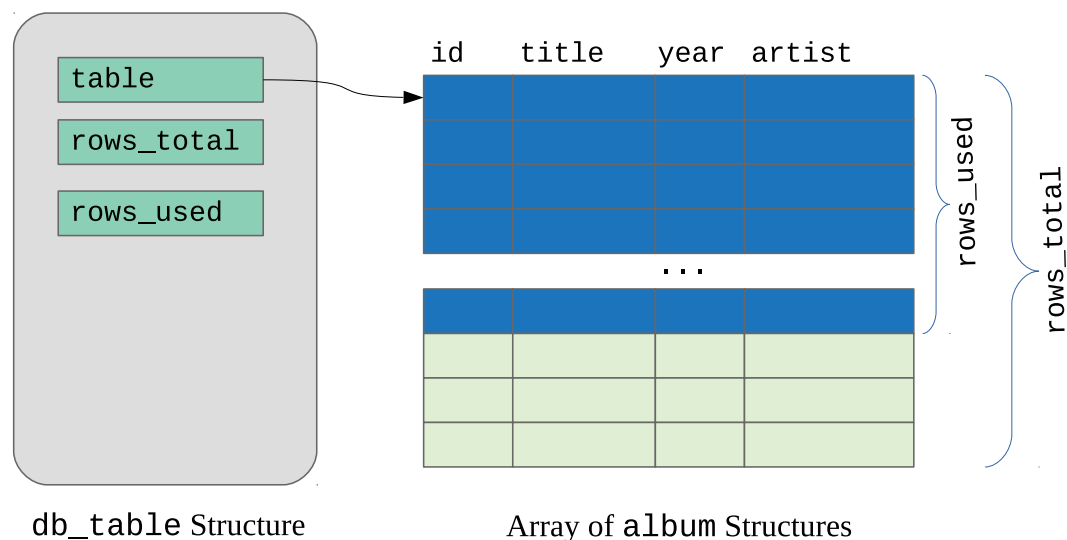 table
rows_total
rows_used
db_table Structure
id title year artist
...
rows_used
rows_total
Array of album Structures